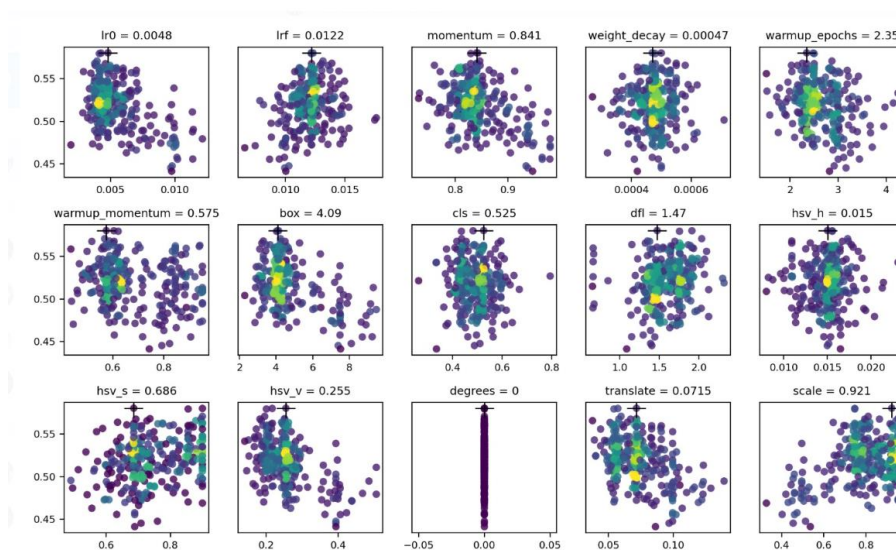 lr0 = 0.0048 lrf = 0.0122 momentum = 0.841 weight_decay = 0.00047 warmup_epochs = 2.35
0.55
0.50
0.45
0.005 0.010 0.010 0.015 0.8 0.9 0.0004 0.0006 2 3 4
warmup_momentum = 0.575 box = 4.09 cls = 0.525 dfl = 1.47 hsv_h = 0.015
0.55
0.50
0.45
0.6 0.8 2 4 6 8 0.4 0.6 0.8 1.0 1.5 2.0 0.010 0.015 0.020
hsv_s = 0.686 hsv_v = 0.255 degrees = 0 translate = 0.0715 scale = 0.921
0.55
0.50
0.45
0.6 0.8 0.2 0.4 −0.05 0.00 0.05 0.05 0.10 0.4 0.6 0.8